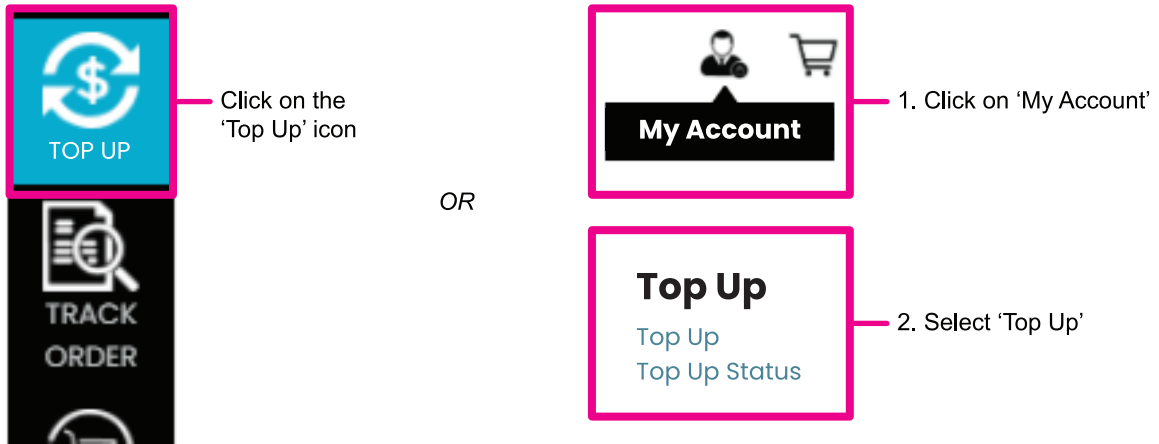 TOP UP
Click on the
‘Top Up’ icon
TRACK
ORDER
OR
My Account
1. Click on ‘My Account’
Top Up
Top Up
Top Up Status
2. Select ‘Top Up’